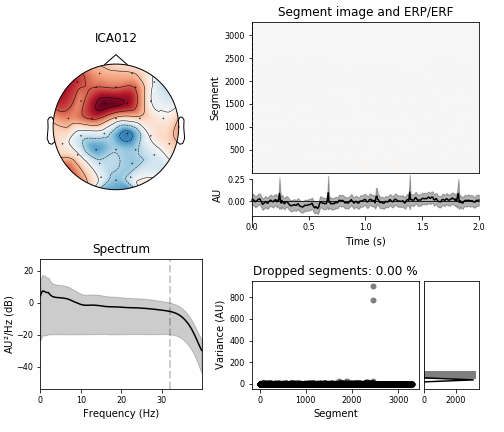 ICA012
Segment image and ERP/ERF
3000
2500
2000
1500
1000
500
Segment
0.25
0.00
AU
0.0 0.5 1.0 1.5 2.0
Time (s)
Spectrum
20
0
−20
−40
AU²/Hz (dB)
0 10 20 30
Frequency (Hz)
Dropped segments: 0.00 %
800
600
400
200
0
Variance (AU)
0 1000 2000 3000
Segment
0 2000